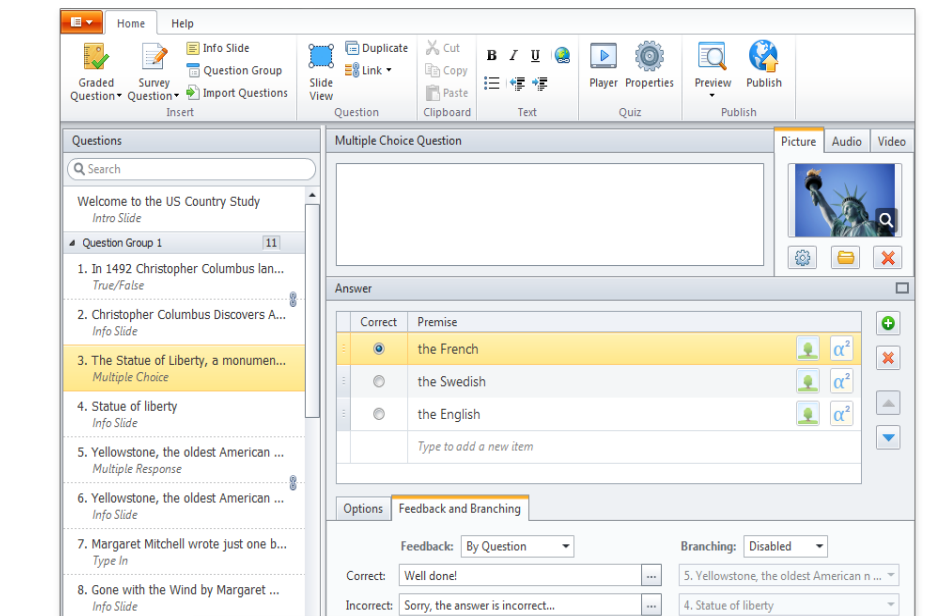 Home Help
Graded Question
Survey Question
Info Slide
Question Group
Import Questions
Insert
Slide View
Duplicate
Link
Question
Cut
Copy
Paste
Clipboard
B I U
Text
Player Properties
Quiz
Preview Publish
Publish
Questions
Search
Welcome to the US Country Study
Intro Slide
Question Group 1 11
1. In 1492 Christopher Columbus lan...
True/False
2. Christopher Columbus Discovers A...
Info Slide
3. The Statue of Liberty, a monumen...
Multiple Choice
4. Statue of liberty
Info Slide
5. Yellowstone, the oldest American ...
Multiple Response
6. Yellowstone, the oldest American ...
Info Slide
7. Margaret Mitchell wrote just one b...
Type In
8. Gone with the Wind by Margaret ...
Info Slide
Multiple Choice Question
Picture Audio Video
Answer
Correct Premise
the French α²
the Swedish α²
the English α²
Type to add a new item
Options Feedback and Branching
Feedback: By Question Branching: Disabled
Correct: Well done! ... 5. Yellowstone, the oldest American n ...
Incorrect: Sorry, the answer is incorrect... ... 4. Statue of liberty